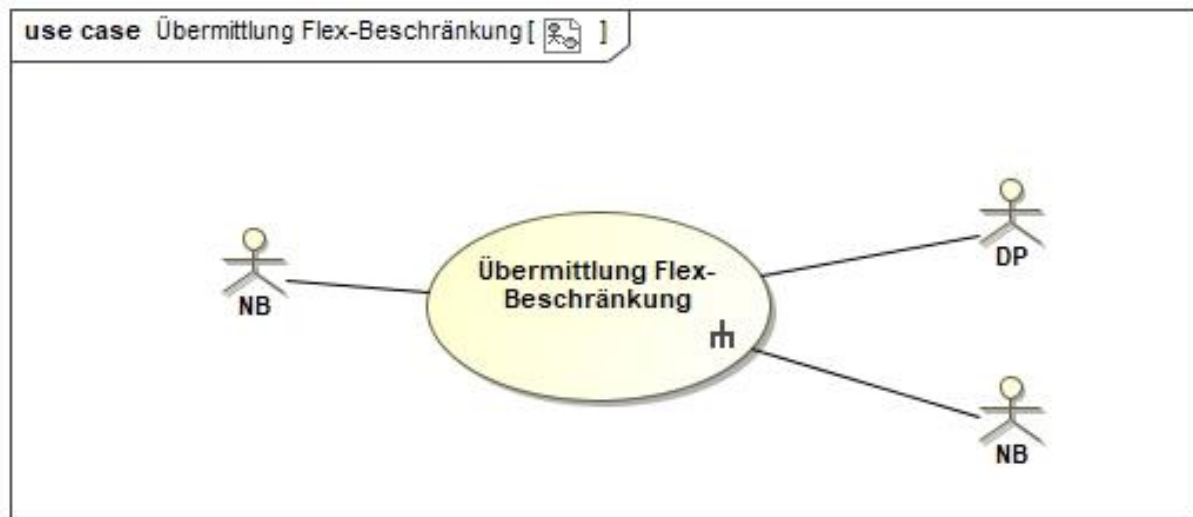 use case Übermittlung Flex-Beschränkung [ ]
DP
Übermittlung Flex-
Beschränkung
NB
NB